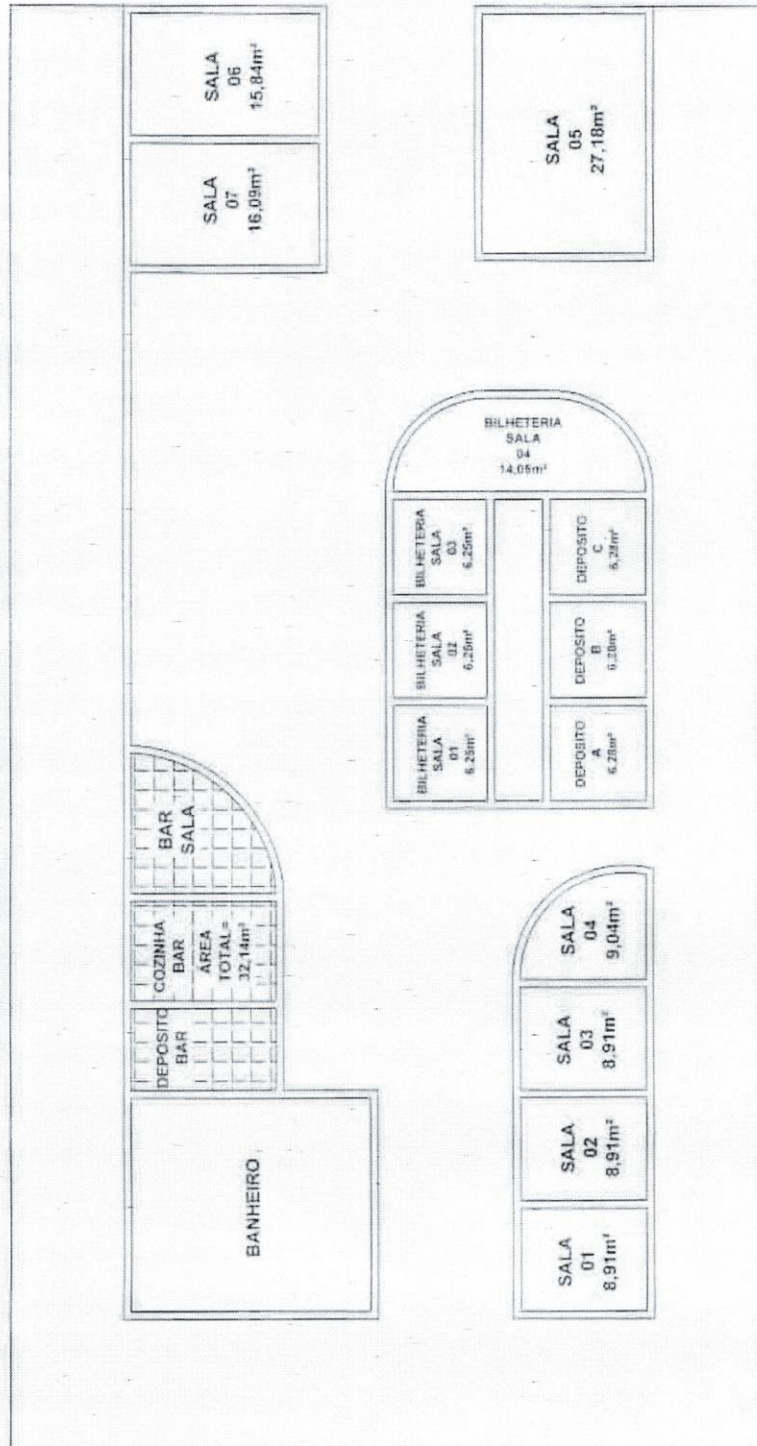 SALA
06
15,84m²
SALA
07
16,09m²
SALA
05
27,18m²
BILHETERIA
SALA
04
14,05m²
BILHETERIA
SALA
03
6,25m²
BILHETERIA
SALA
02
6,25m²
BILHETERIA
SALA
01
6,25m²
DEPOSITO
C
6,28m²
DEPOSITO
B
6,28m²
DEPOSITO
A
6,28m²
BAR
SALA
COZINHA
BAR
ÁREA
TOTAL=
32,14m²
DEPOSITO
BAR
BANHEIRO
SALA
04
9,04m²
SALA
03
8,91m²
SALA
02
8,91m²
SALA
01
8,91m²